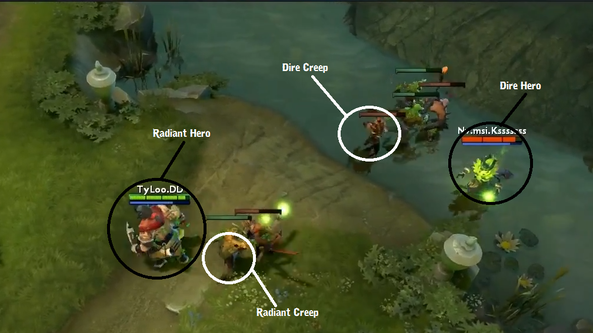 Dire Creep
Dire Hero
Radiant Hero
TyLoo.DD
Radiant Creep